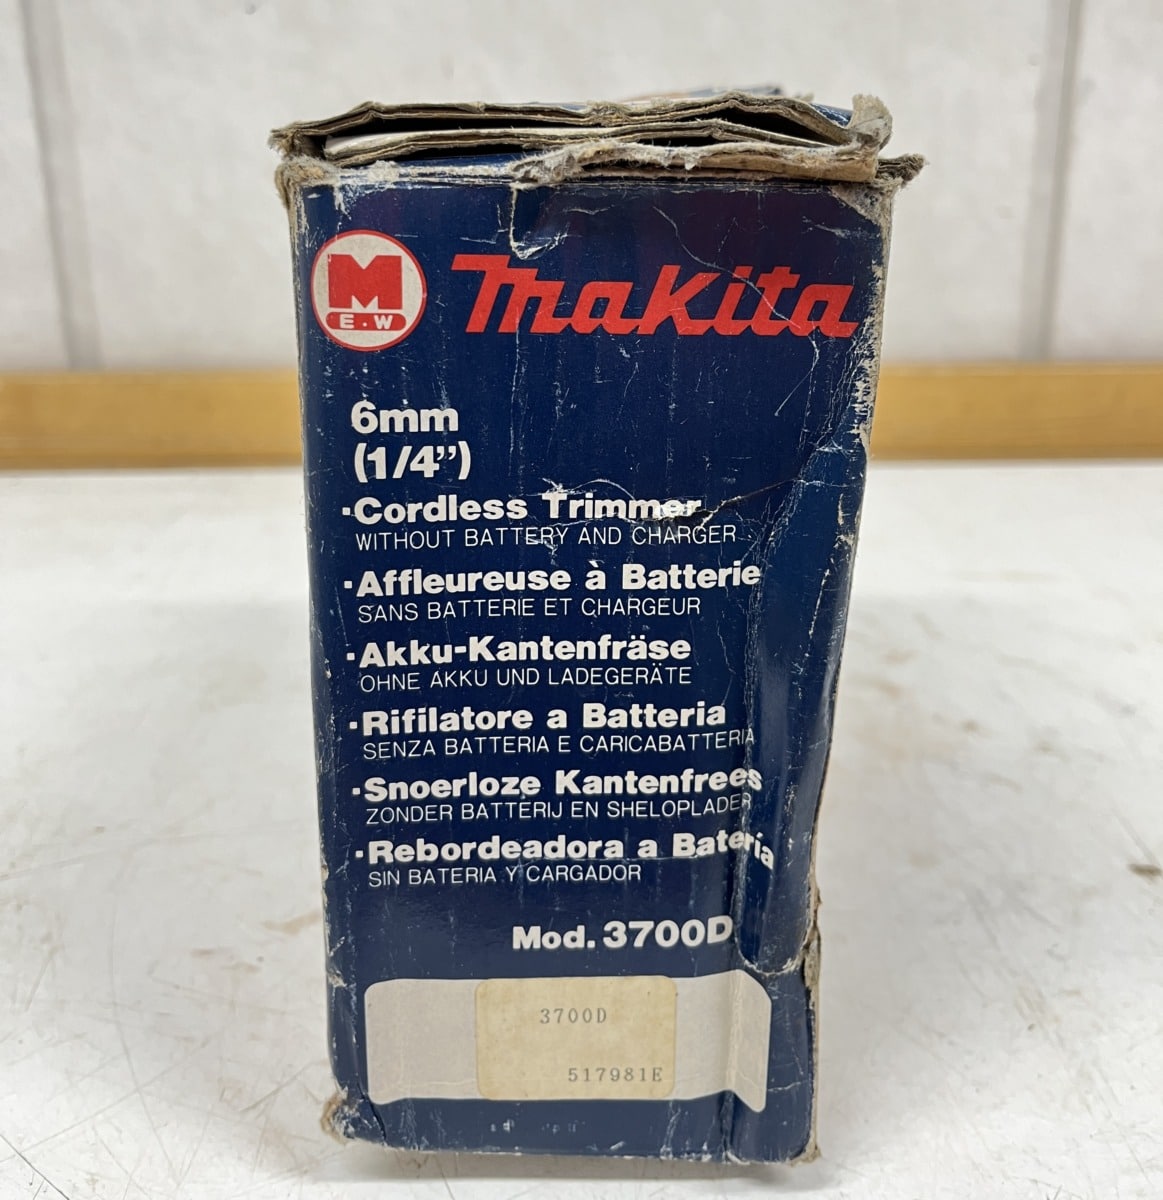 M
E.W
Makita
6mm
(1/4”)
·Cordless Trimmer
WITHOUT BATTERY AND CHARGER
·Affleureuse à Batterie
SANS BATTERIE ET CHARGEUR
·Akku-Kantenfräse
OHNE AKKU UND LADEGERÄTE
·Rifilatore a Batteria
SENZA BATTERIA E CARICABATTERIA
·Snoerloze Kantenfrees
ZONDER BATTERIJ EN SHELOPLADER
·Rebordeadora a Bateria
SIN BATERIA Y CARGADOR
Mod. 3700D
3700D
517981E